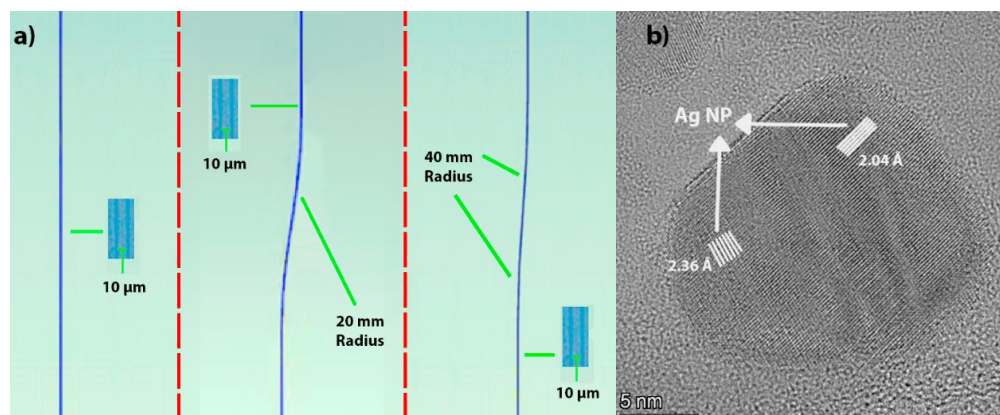 a)
10 µm
10 µm
20 mm
Radius
40 mm
Radius
10 µm
b)
Ag NP
2.04 Å
2.36 Å
5 nm